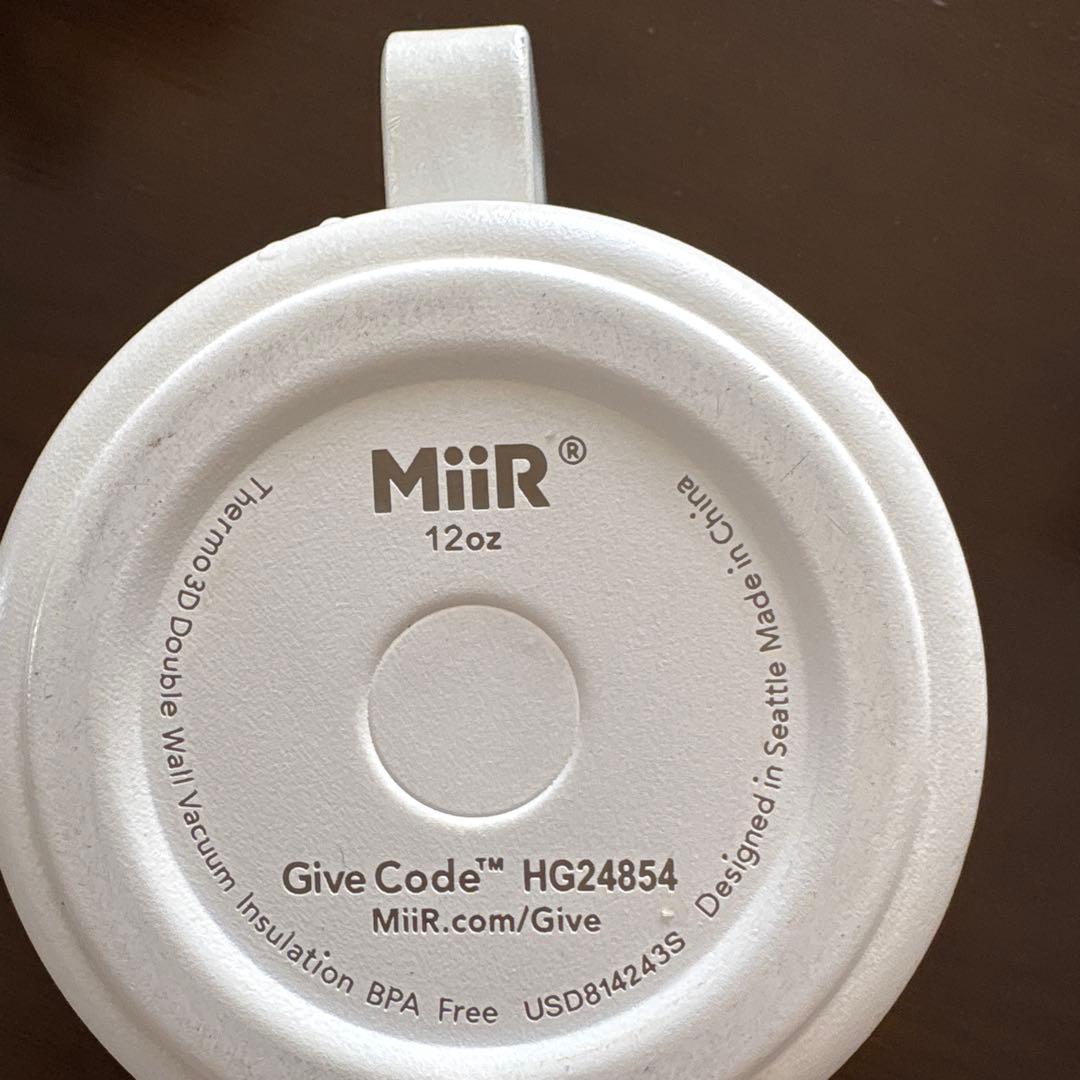 MiiR®
12oz
Give Code™ HG24854
MiiR.com/Give
Thermo3D Double Wall Vacuum Insulation BPA Free USD814243S Designed in Seattle Made in China